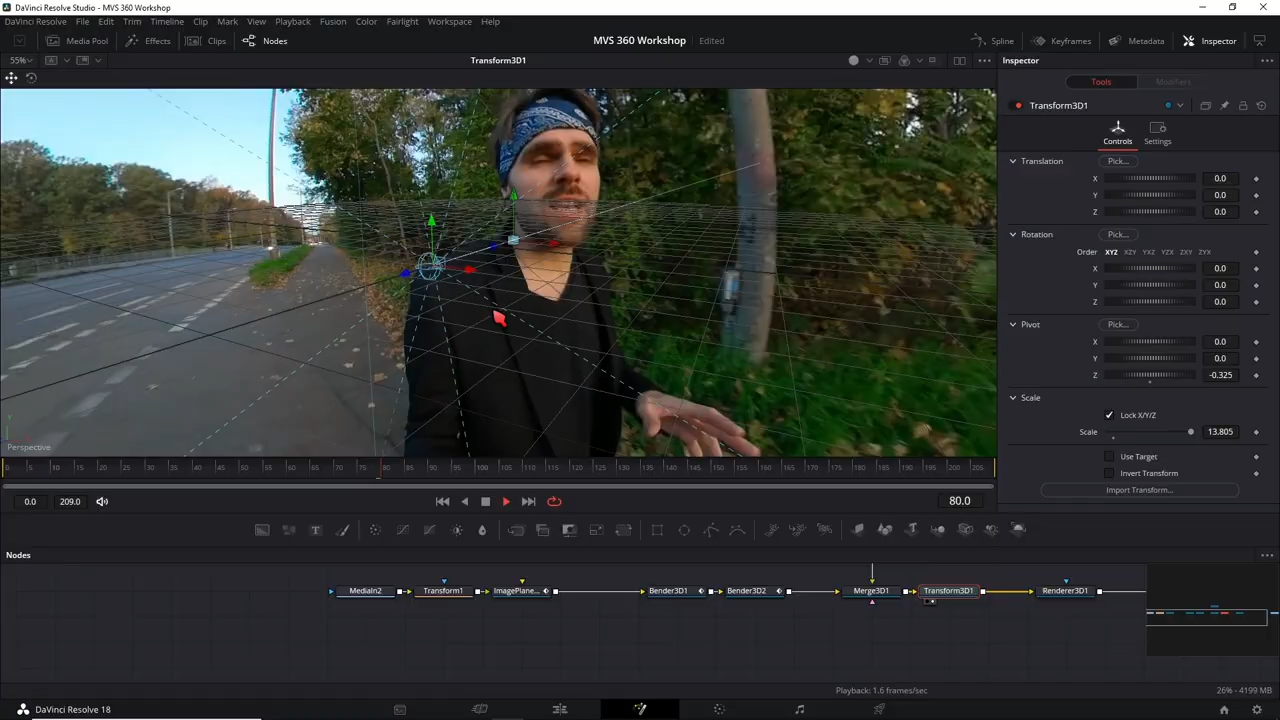 DaVinci Resolve Studio - MVS 360 Workshop
DaVinci Resolve File Edit Trim Timeline Clip Mark View Playback Fusion Color Fairlight Workspace Help
Media Pool Effects Clips Nodes MVS 360 Workshop Edited Spline Keyframes Metadata Inspector
55% Transform3D1 Inspector
Tools Modifiers
Transform3D1
Controls Settings
Translation Pick...
X 0.0
Y 0.0
Z 0.0
Rotation Pick...
Order XYZ XZY YXZ YZX ZXY ZYX
X 0.0
Y 0.0
Z 0.0
Pivot Pick...
X 0.0
Y 0.0
Z -0.325
Scale
Lock X/Y/Z
Scale 13.805
Use Target
Invert Transform
Import Transform...
Y
Perspective
0 5 10 15 20 25 30 35 40 45 50 55 60 65 70 75 80 85 90 95 100 105 110 115 120 125 130 135 140 145 150 155 160 165 170 175 180 185 190 195 200 205
0.0 209.0 80.0
T
Nodes
MediaIn2 Transform1 ImagePlane... Bender3D1 Bender3D2 Merge3D1 Transform3D1 Renderer3D1
Playback: 1.6 frames/sec 26% - 4199 MB
DaVinci Resolve 18